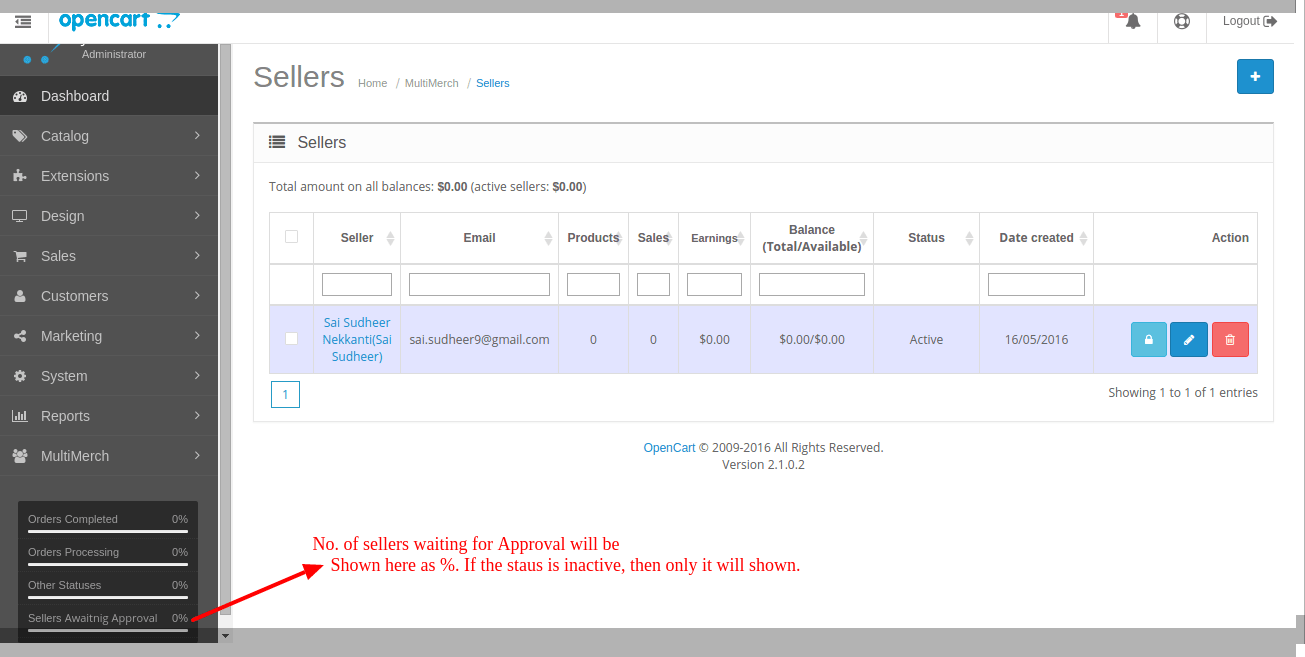 opencart
1
Logout
Administrator
Dashboard
Catalog
Extensions
Design
Sales
Customers
Marketing
System
Reports
MultiMerch
Orders Completed 0%
Orders Processing 0%
Other Statuses 0%
Sellers Awaitnig Approval 0%
Sellers Home / MultiMerch / Sellers
Sellers
Total amount on all balances: $0.00 (active sellers: $0.00)
Seller Email Products Sales Earnings Balance (Total/Available) Status Date created Action
Sai Sudheer
Nekkanti(Sai
Sudheer)
sai.sudheer9@gmail.com 0 0 $0.00 $0.00/$0.00 Active 16/05/2016
1
Showing 1 to 1 of 1 entries
OpenCart © 2009-2016 All Rights Reserved.
Version 2.1.0.2
No. of sellers waiting for Approval will be
Shown here as %. If the staus is inactive, then only it will shown.